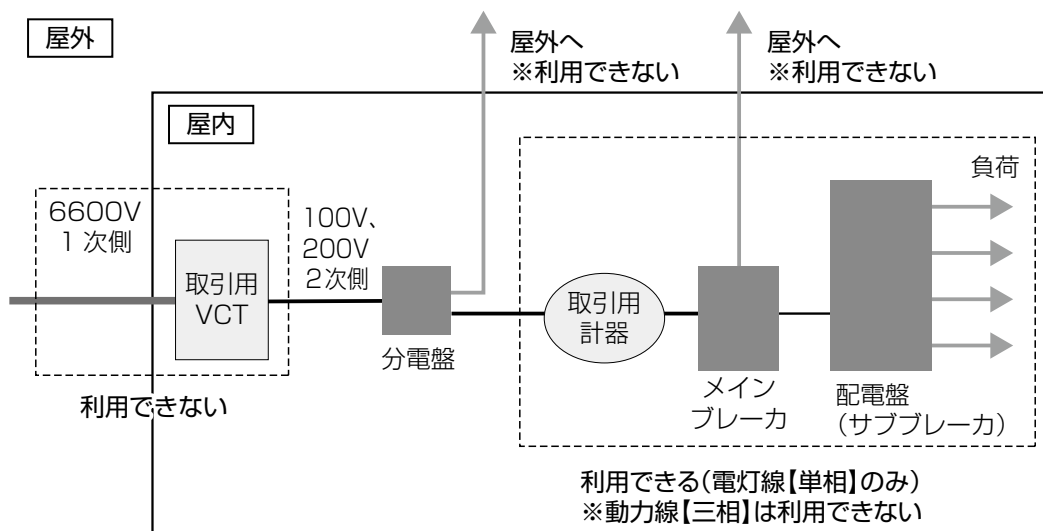 屋外
屋外へ
※利用できない
屋外へ
※利用できない
屋内
負荷
6600V
1 次側
100V、
200V
2次側
取引用
VCT
取引用
計器
分電盤
メイン
ブレーカ
配電盤
（サブブレーカ）
利用できない
利用できる（電灯線【単相】のみ）
※動力線【三相】は利用できない